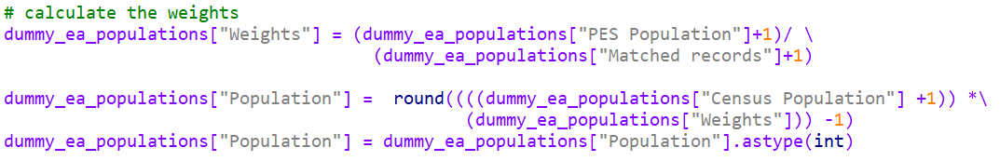 # calculate the weights
dummy_ea_populations["Weights"] = (dummy_ea_populations["PES Population"]+1)/ \
(dummy_ea_populations["Matched records"]+1)
dummy_ea_populations["Population"] =  round((((dummy_ea_populations["Census Population"] +1)) *\
(dummy_ea_populations["Weights"])) -1)
dummy_ea_populations["Population"] = dummy_ea_populations["Population"].astype(int)